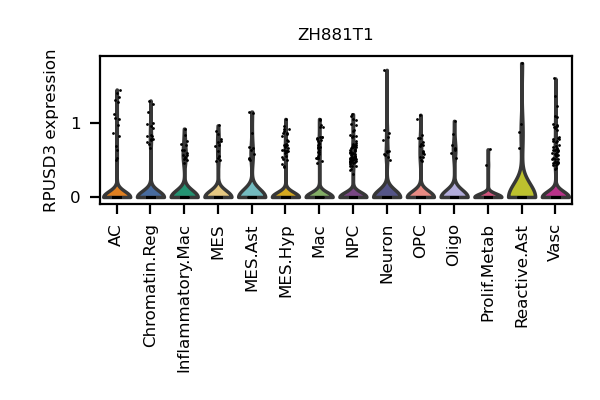 ZH881T1
RPUSD3 expression
1
0
AC
Chromatin.Reg
Inflammatory.Mac
MES
MES.Ast
MES.Hyp
Mac
NPC
Neuron
OPC
Oligo
Prolif.Metab
Reactive.Ast
Vasc